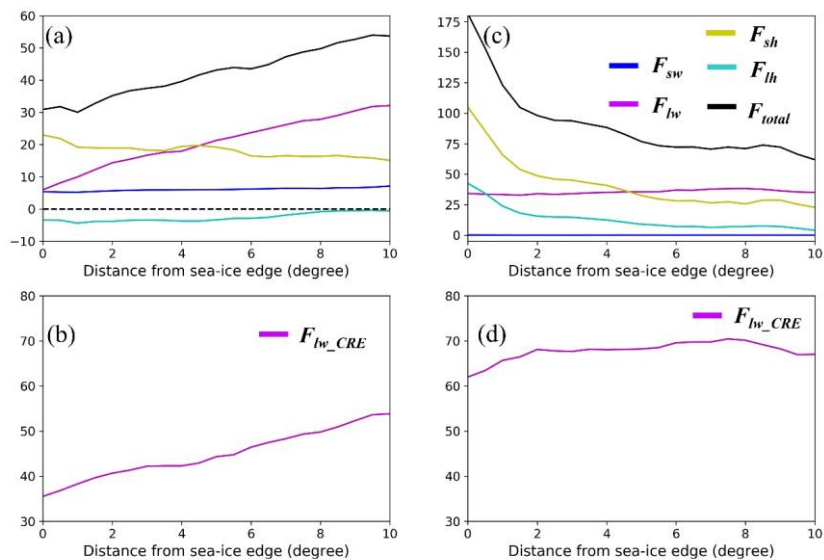 (a)
60
50
40
30
20
10
0
−10
0 2 4 6 8 10
Distance from sea-ice edge (degree)
(c)
F_sw
F_lw
F_sh
F_lh
F_total
175
150
125
100
75
50
25
0
0 2 4 6 8 10
Distance from sea-ice edge (degree)
(b)
F_lw_CRE
80
70
60
50
40
30
0 2 4 6 8 10
Distance from sea-ice edge (degree)
(d)
F_lw_CRE
80
70
60
50
40
30
0 2 4 6 8 10
Distance from sea-ice edge (degree)